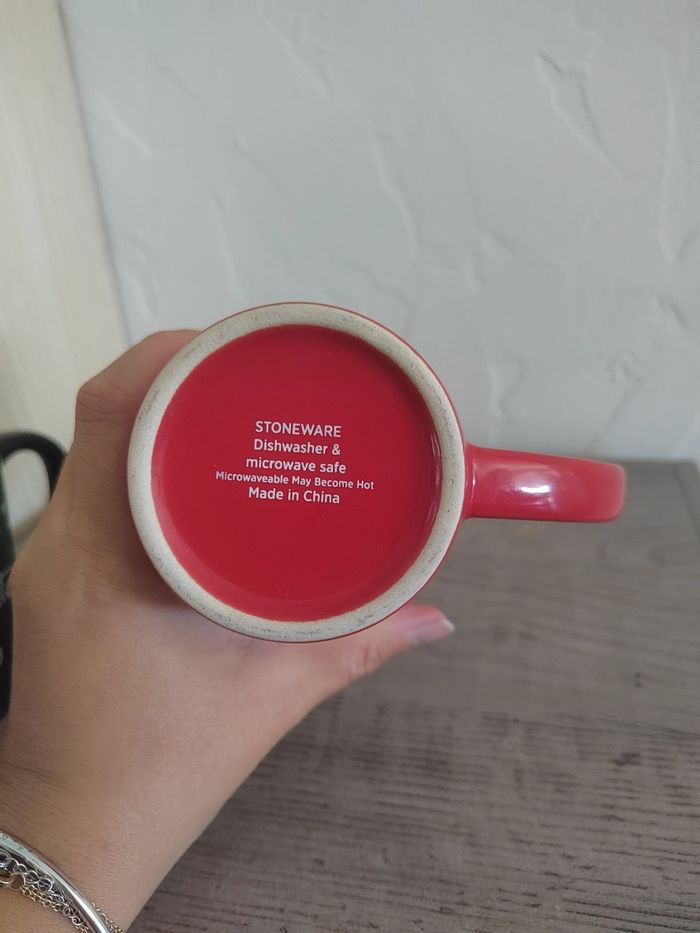 STONEWARE
Dishwasher &
microwave safe
Microwaveable May Become Hot
Made in China